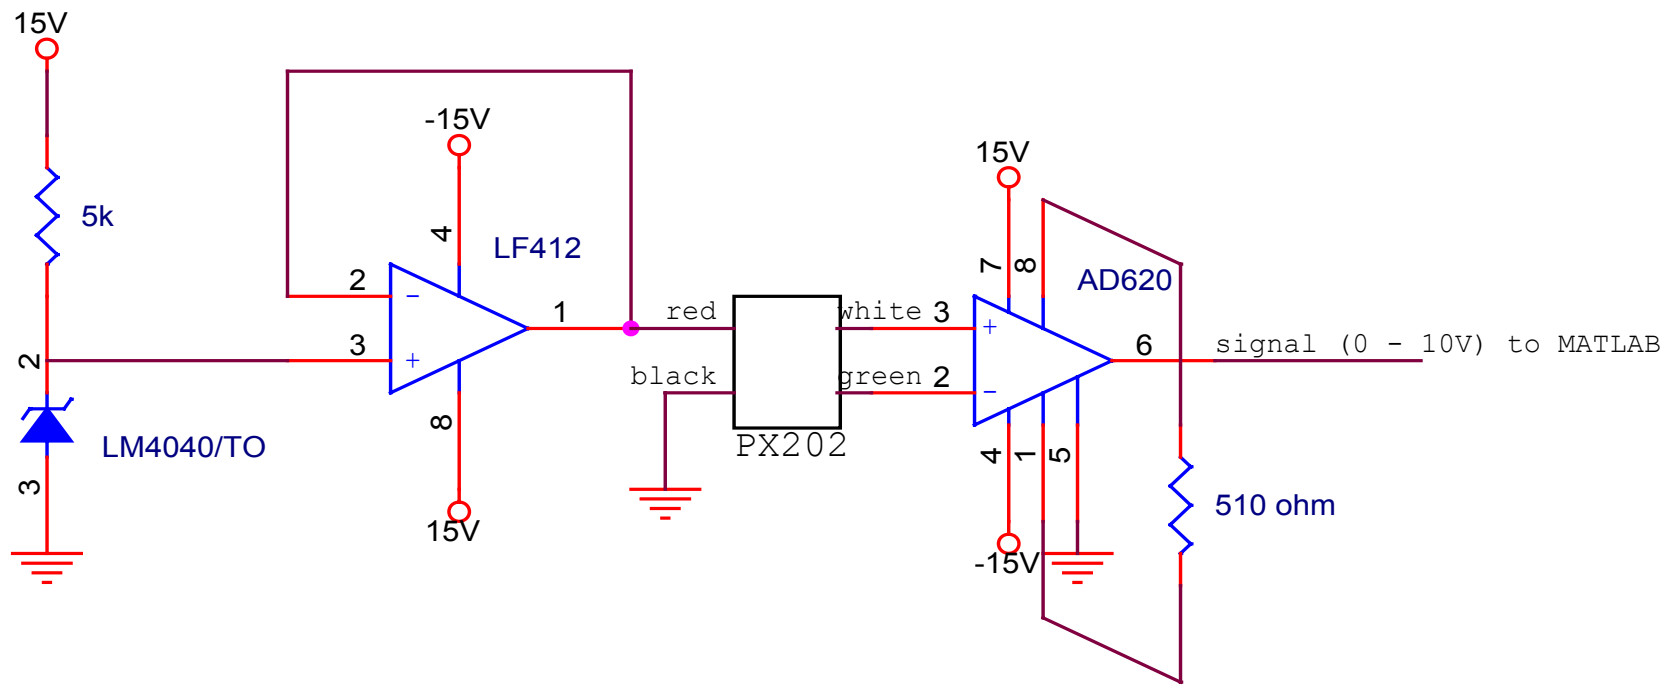 15V
5k
2
LM4040/TO
3
-15V
4
LF412
2
-
1
3
+
8
15V
red
black
PX202
white
green
15V
7
8
AD620
3
+
2
-
6
signal (0 - 10V) to MATLAB
4
1
5
-15V
510 ohm